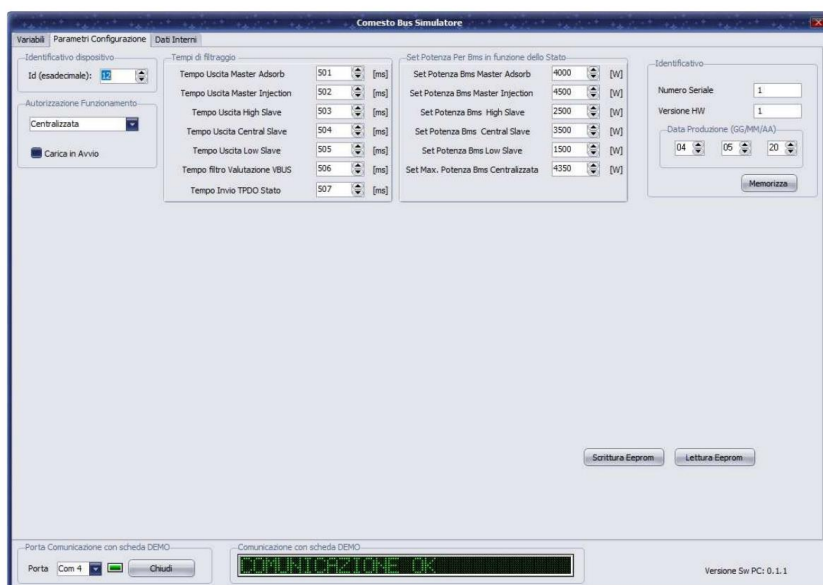 Comesto Bus Simulatore
Variabili Parametri Configurazione Dati Interni
Identificativo dispositivo
Id (esadecimale): 12
Autorizzazione Funzionamento
Centralizzata
Carica in Avvio
Tempi di filtraggio
Tempo Uscita Master Adsorb 501 [ms]
Tempo Uscita Master Injection 502 [ms]
Tempo Uscita High Slave 503 [ms]
Tempo Uscita Central Slave 504 [ms]
Tempo Uscita Low Slave 505 [ms]
Tempo filtro Valutazione VBUS 506 [ms]
Tempo Invio TPDO Stato 507 [ms]
Set Potenza Per Bms in funzione dello Stato
Set Potenza Bms Master Adsorb 4000 [W]
Set Potenza Bms Master Injection 4500 [W]
Set Potenza Bms High Slave 2500 [W]
Set Potenza Bms Central Slave 3500 [W]
Set Potenza Bms Low Slave 1500 [W]
Set Max. Potenza Bms Centralizzata 4350 [W]
Identificativo
Numero Seriale 1
Versione HW 1
Data Produzione (GG/MM/AA)
04 05 20
Memorizza
Scrittura Eeprom Lettura Eeprom
Porta Comunicazione con scheda DEMO
Porta Com 4 Chiudi
Comunicazione con scheda DEMO
COMUNICAZIONE OK
Versione Sw PC: 0.1.1